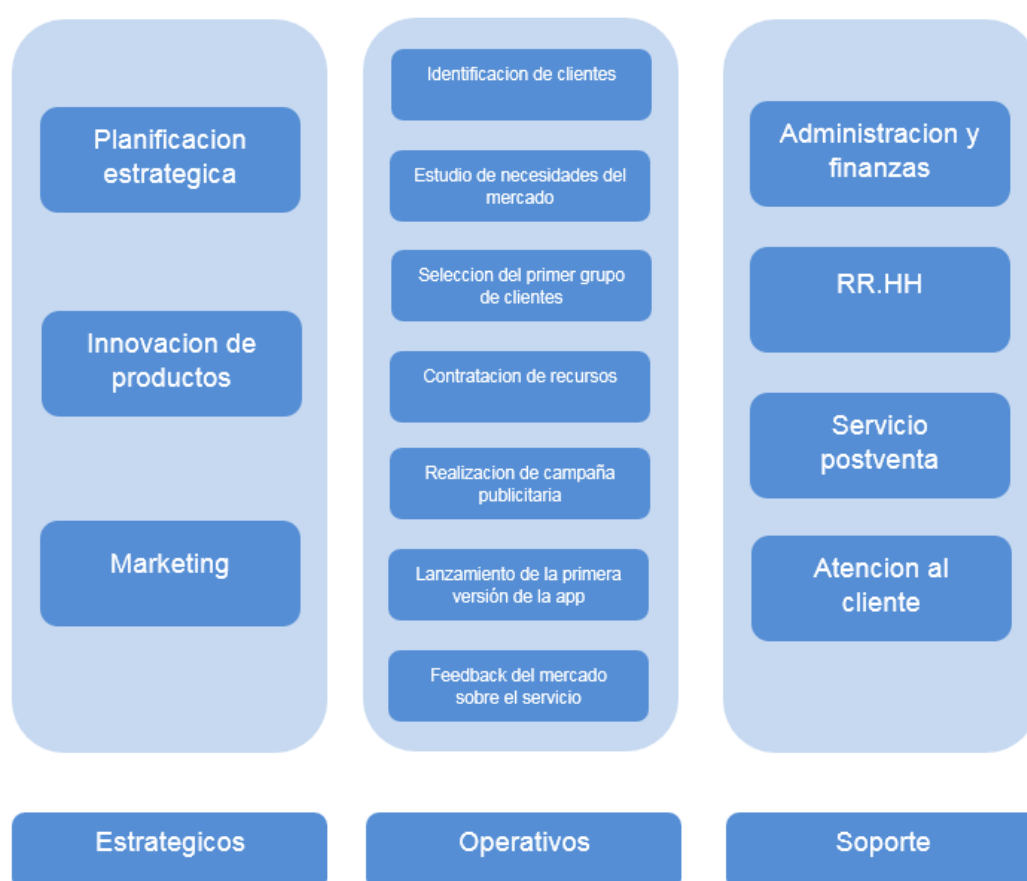 Planificacion
estrategica
Innovacion de
productos
Marketing
Identificacion de clientes
Estudio de necesidades del
mercado
Seleccion del primer grupo
de clientes
Contratacion de recursos
Realizacion de campaña
publicitaria
Lanzamiento de la primera
versión de la app
Feedback del mercado
sobre el servicio
Administracion y
finanzas
RR.HH
Servicio
postventa
Atencion al
cliente
Estrategicos
Operativos
Soporte